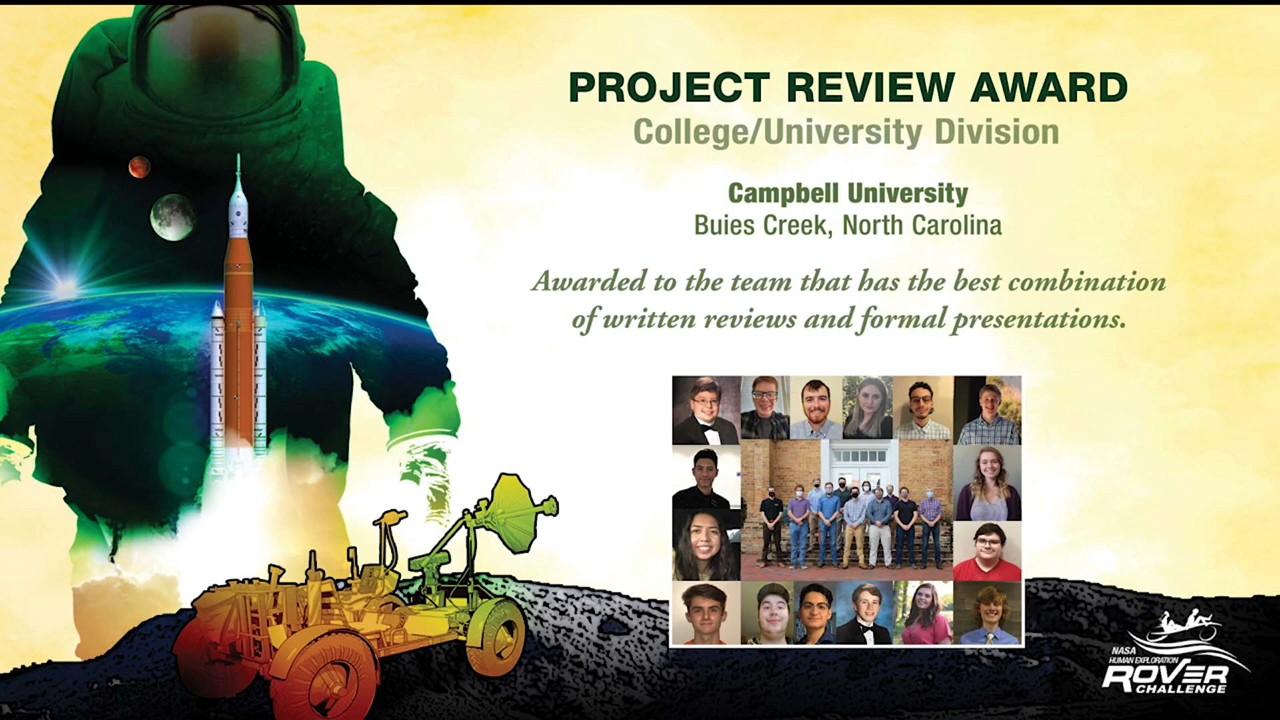 PROJECT REVIEW AWARD
College/University Division
Campbell University
Buies Creek, North Carolina
Awarded to the team that has the best combination
of written reviews and formal presentations.
NASA
HUMAN EXPLORATION
ROVER
CHALLENGE